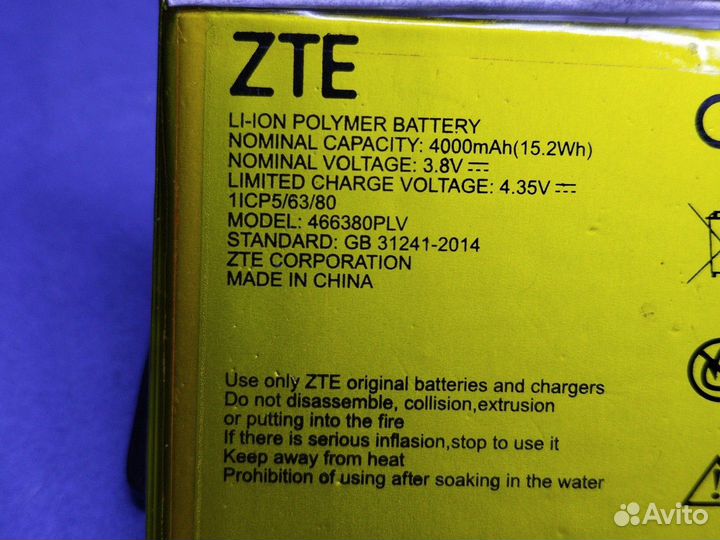 ZTE
LI-ION POLYMER BATTERY
NOMINAL CAPACITY: 4000mAh(15.2Wh)
NOMINAL VOLTAGE: 3.8V
LIMITED CHARGE VOLTAGE: 4.35V
1ICP5/63/80
MODEL: 466380PLV
STANDARD: GB 31241-2014
ZTE CORPORATION
MADE IN CHINA
Use only ZTE original batteries and chargers
Do not disassemble, collision,extrusion
or putting into the fire
If there is serious inflasion,stop to use it
Keep away from heat
Prohibition of using after soaking in the water
Avito